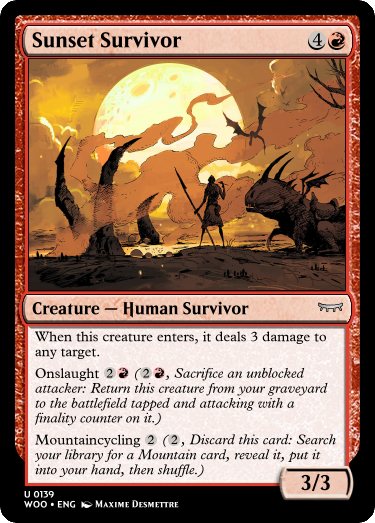 Sunset Survivor 4
Creature — Human Survivor
When this creature enters, it deals 3 damage to
any target.
Onslaught 2 (2, Sacrifice an unblocked
attacker: Return this creature from your graveyard
to the battlefield tapped and attacking with a
finality counter on it.)
Mountaincycling 2 (2, Discard this card: Search
your library for a Mountain card, reveal it, put it
into your hand, then shuffle.)
3/3
U 0139
WOO • ENG Maxime Desmettre